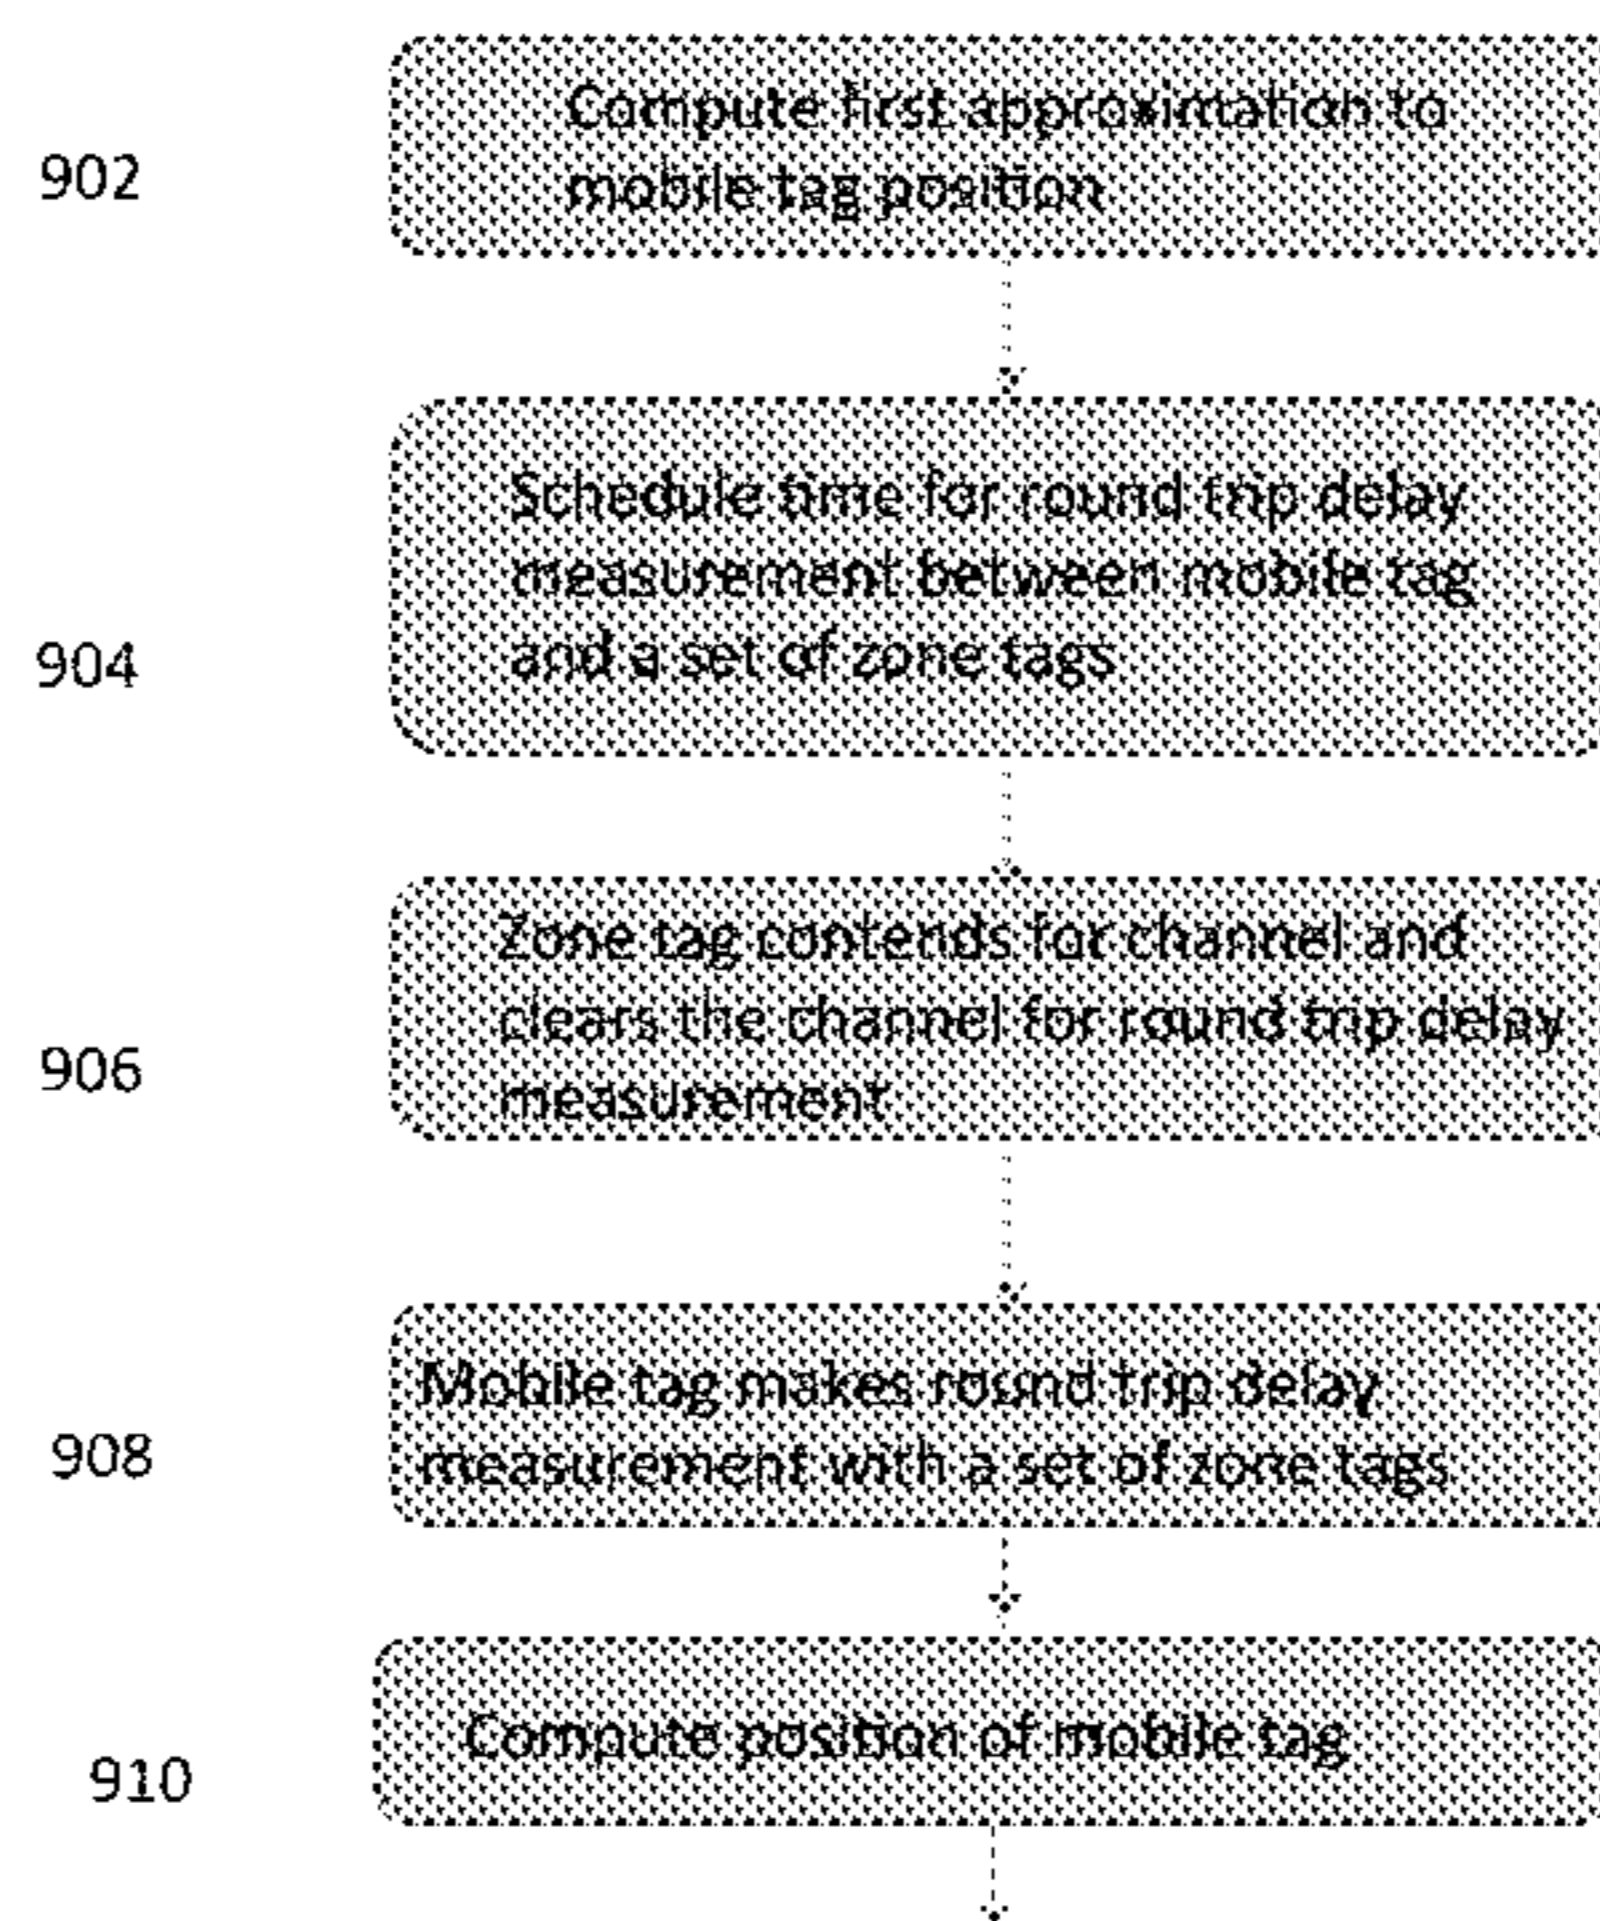 Compute first approximation to
mobile tag position
902
Schedule time for round trip delay
measurement between mobile tag
and a set of zone tags
904
Zone tag contends for channel and
clears the channel for round trip delay
measurement
906
Mobile tag makes round trip delay
measurement with a set of zone tags
908
Compute position of mobile tag
910